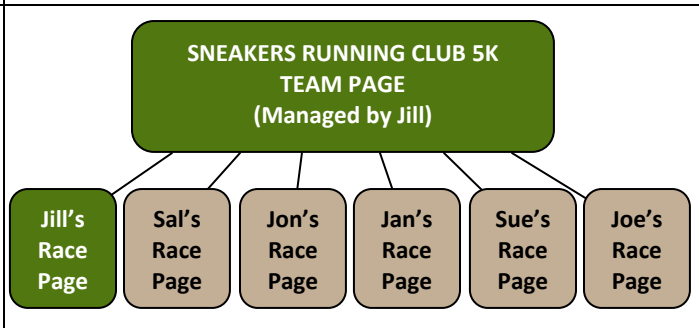 SNEAKERS RUNNING CLUB 5K
TEAM PAGE
(Managed by Jill)
Jill’s
Race
Page
Sal’s
Race
Page
Jon’s
Race
Page
Jan’s
Race
Page
Sue’s
Race
Page
Joe’s
Race
Page